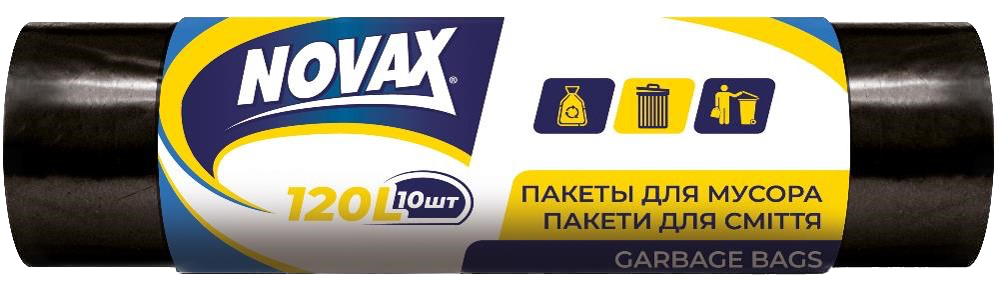 NOVAX®
120L 10шт
ПАКЕТЫ ДЛЯ МУСОРА
ПАКЕТИ ДЛЯ СМІТТЯ
GARBAGE BAGS